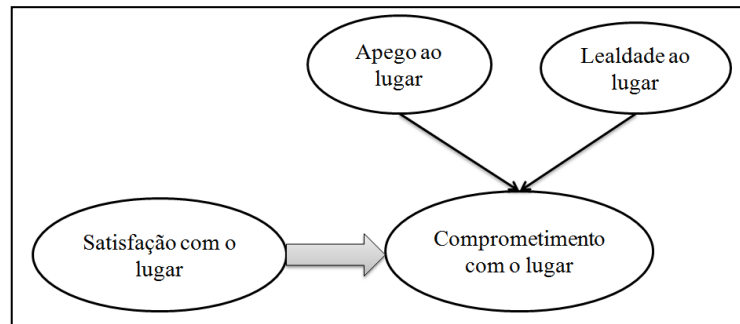 Apego ao
lugar
Lealdade ao
lugar
Satisfação com o
lugar
Comprometimento
com o lugar